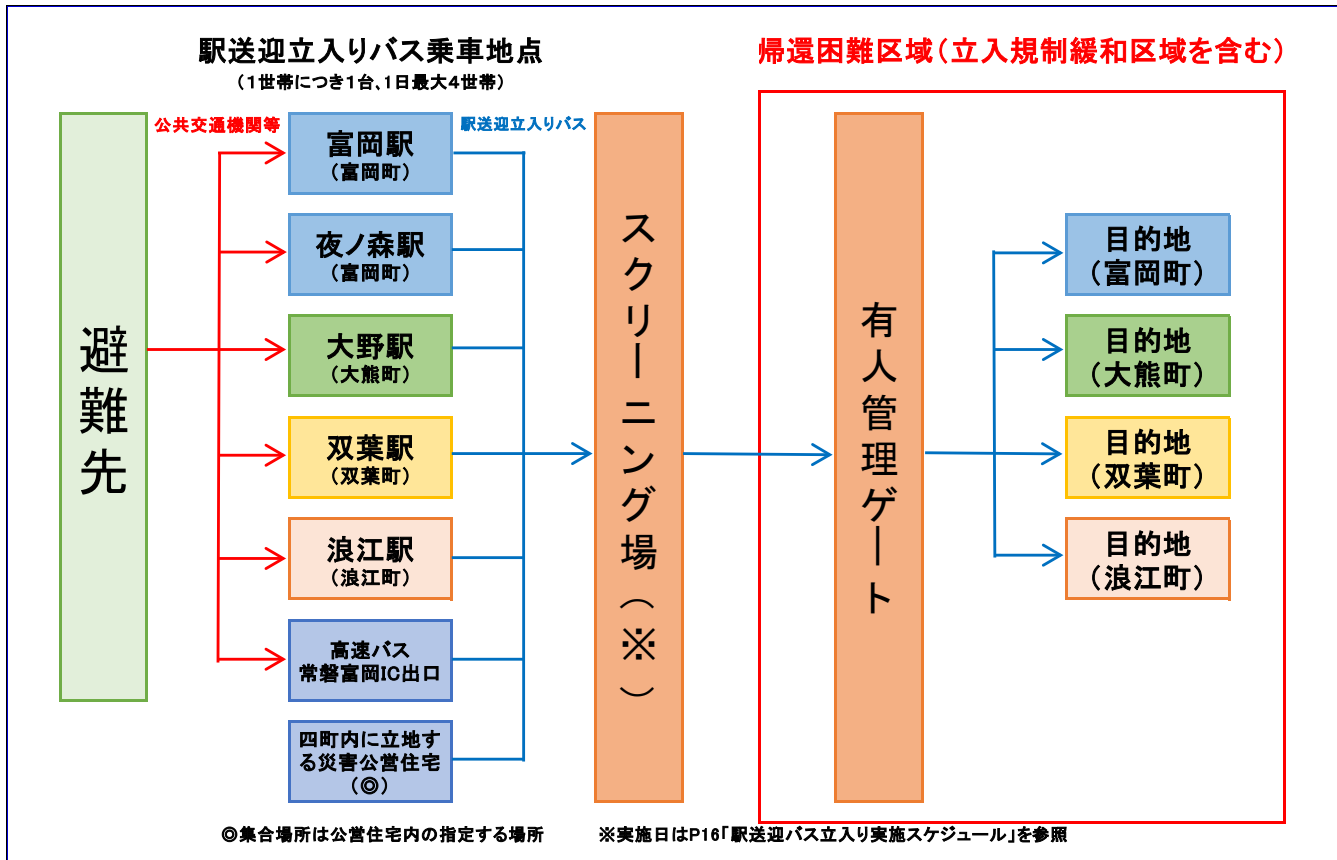 駅送迎立入りバス乗車地点
（1世帯につき1台、1日最大4世帯）
帰還困難区域（立入規制緩和区域を含む）
公共交通機関等
駅送迎立入りバス
避難先
富岡駅
（富岡町）
夜ノ森駅
（富岡町）
大野駅
（大熊町）
双葉駅
（双葉町）
浪江駅
（浪江町）
高速バス
常磐富岡IC出口
四町内に立地す
る災害公営住宅
（◎）
スクリーニング場（※）
有人管理ゲート
目的地
（富岡町）
目的地
（大熊町）
目的地
（双葉町）
目的地
（浪江町）
◎集合場所は公営住宅内の指定する場所
※実施日はP16「駅送迎バス立入り実施スケジュール」を参照